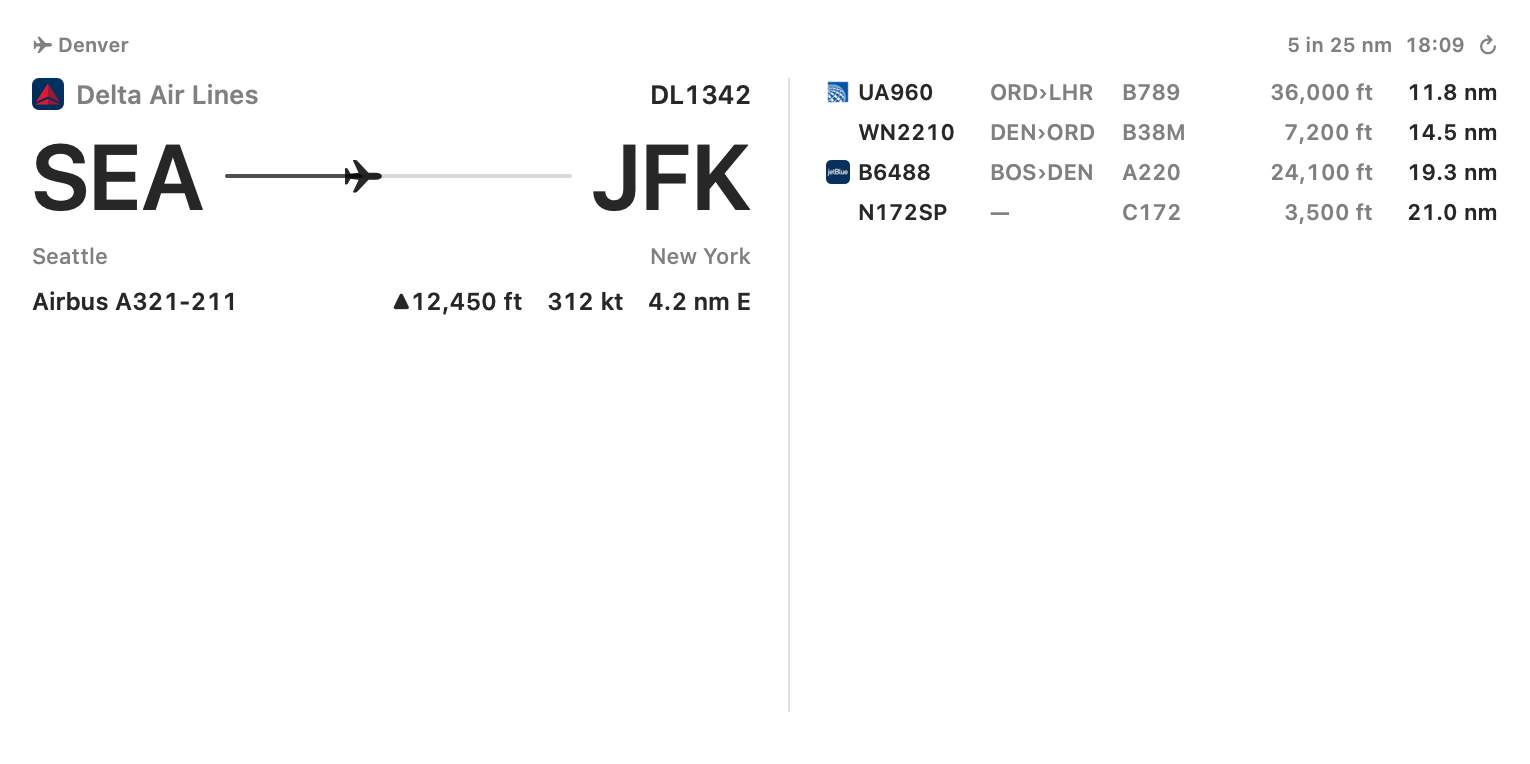 Denver
5 in 25 nm 18:09
Delta Air Lines DL1342
SEA JFK
Seattle New York
Airbus A321-211 ▲12,450 ft 312 kt 4.2 nm E
UA960 ORD›LHR B789 36,000 ft 11.8 nm
WN2210 DEN›ORD B38M 7,200 ft 14.5 nm
jetBlue B6488 BOS›DEN A220 24,100 ft 19.3 nm
N172SP — C172 3,500 ft 21.0 nm